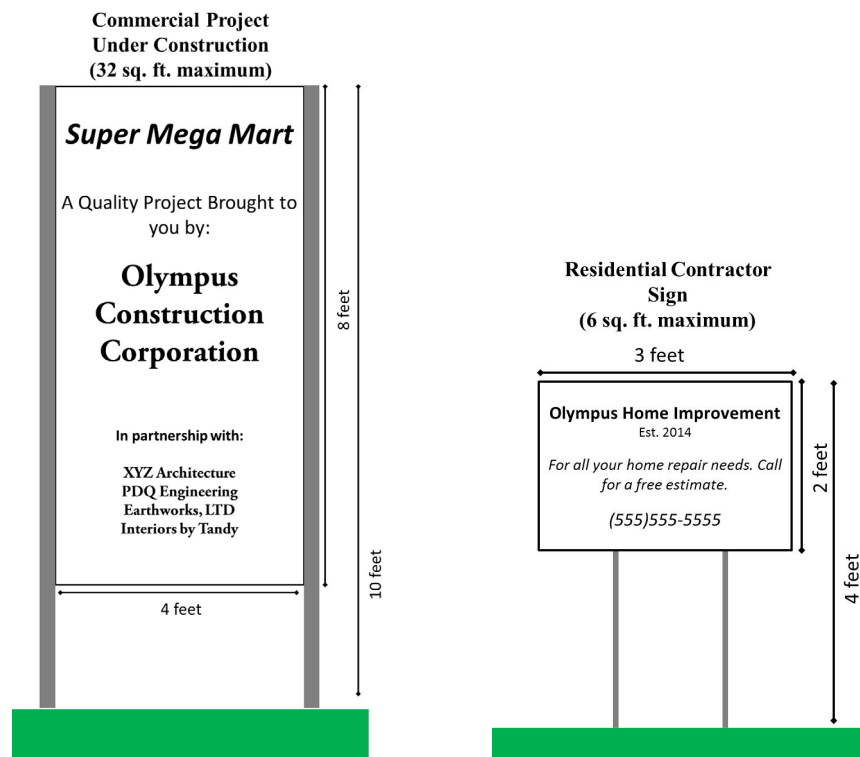 Commercial Project
Under Construction
(32 sq. ft. maximum)
Super Mega Mart
A Quality Project Brought to
you by:
Olympus
Construction
Corporation
In partnership with:
XYZ Architecture
PDQ Engineering
Earthworks, LTD
Interiors by Tandy
8 feet
10 feet
4 feet
Residential Contractor
Sign
(6 sq. ft. maximum)
3 feet
Olympus Home Improvement
Est. 2014
For all your home repair needs. Call
for a free estimate.
(555)555-5555
2 feet
4 feet